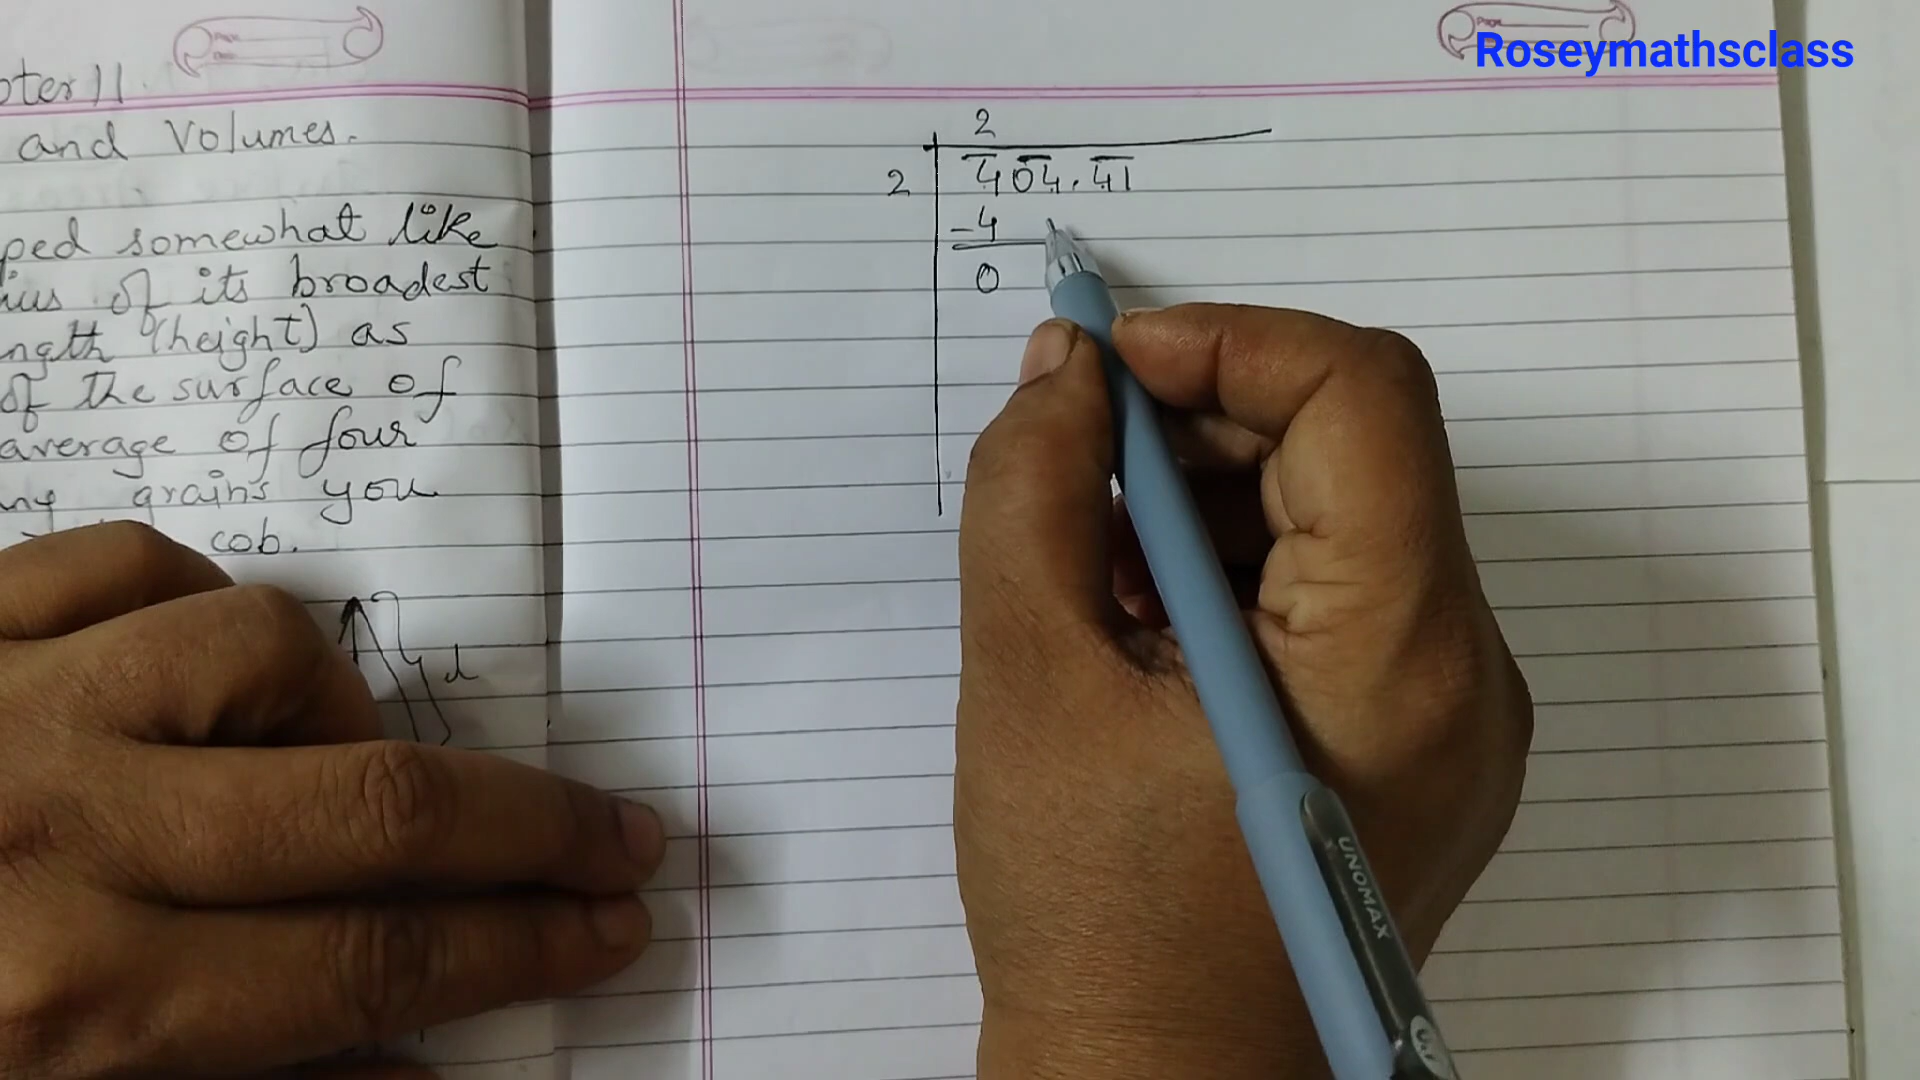 Roseymathsclass
pter 11.
and Volumes.
ped somewhat like
ius of its broadest
ngth (height) as
of the surface of
average of four
grains you
cob.
d
2
2 404.41
-4
0
UNOMAX